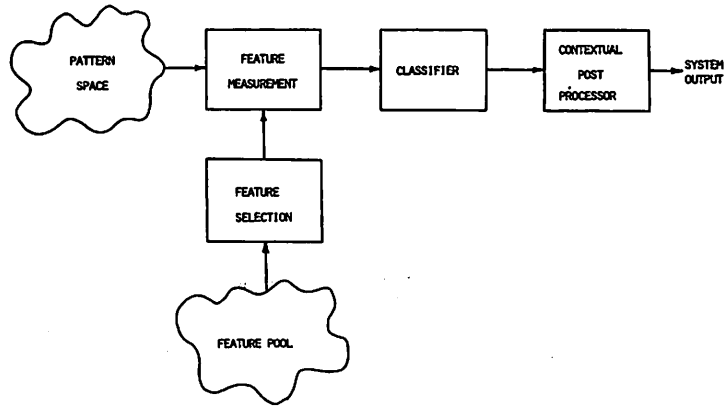 PATTERN
SPACE
FEATURE
MEASUREMENT
CLASSIFIER
CONTEXTUAL
POST
PROCESSOR
SYSTEM
OUTPUT
FEATURE
SELECTION
FEATURE POOL